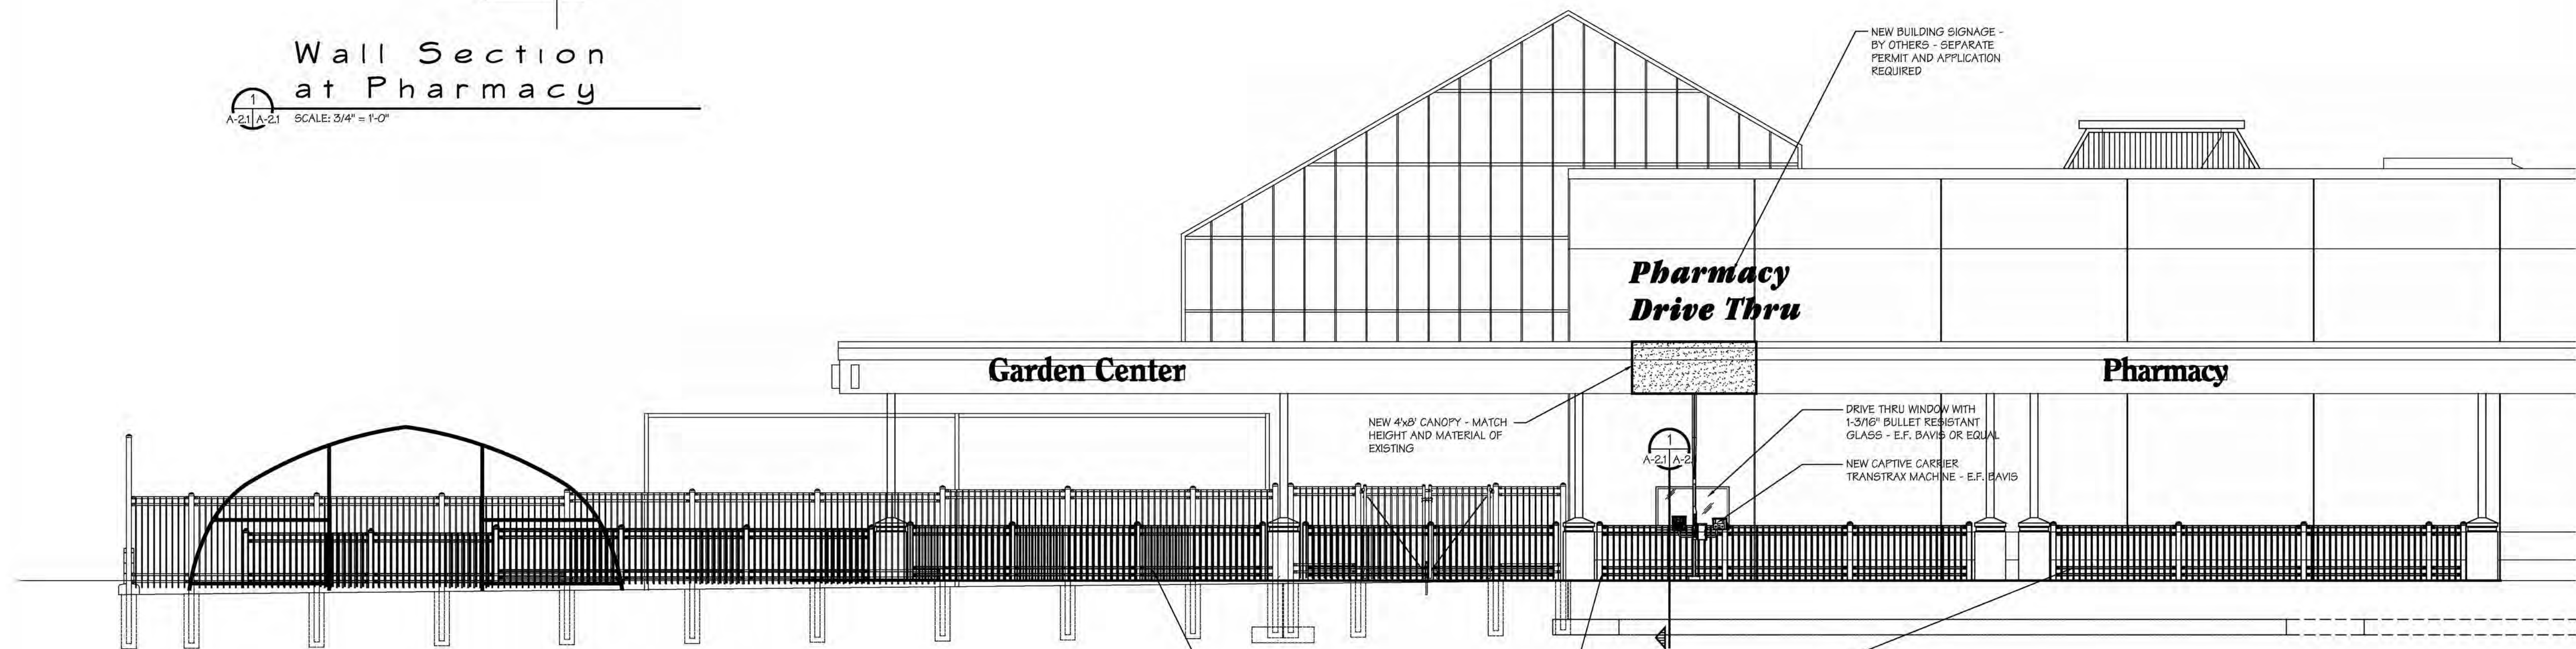 Wall Section
at Pharmacy
1
A-2.1 A-2.1
SCALE: 3/4" = 1'-0"
NEW BUILDING SIGNAGE -
BY OTHERS - SEPARATE
PERMIT AND APPLICATION
REQUIRED
Pharmacy
Drive Thru
Garden Center
Pharmacy
NEW 4'x8' CANOPY - MATCH
HEIGHT AND MATERIAL OF
EXISTING
DRIVE THRU WINDOW WITH
1-3/16" BULLET RESISTANT
GLASS - E.F. BAVIS OR EQUAL
1
A-2.1 A-2.
NEW CAPTIVE CARRIER
TRANSTRAX MACHINE - E.F. BAVIS